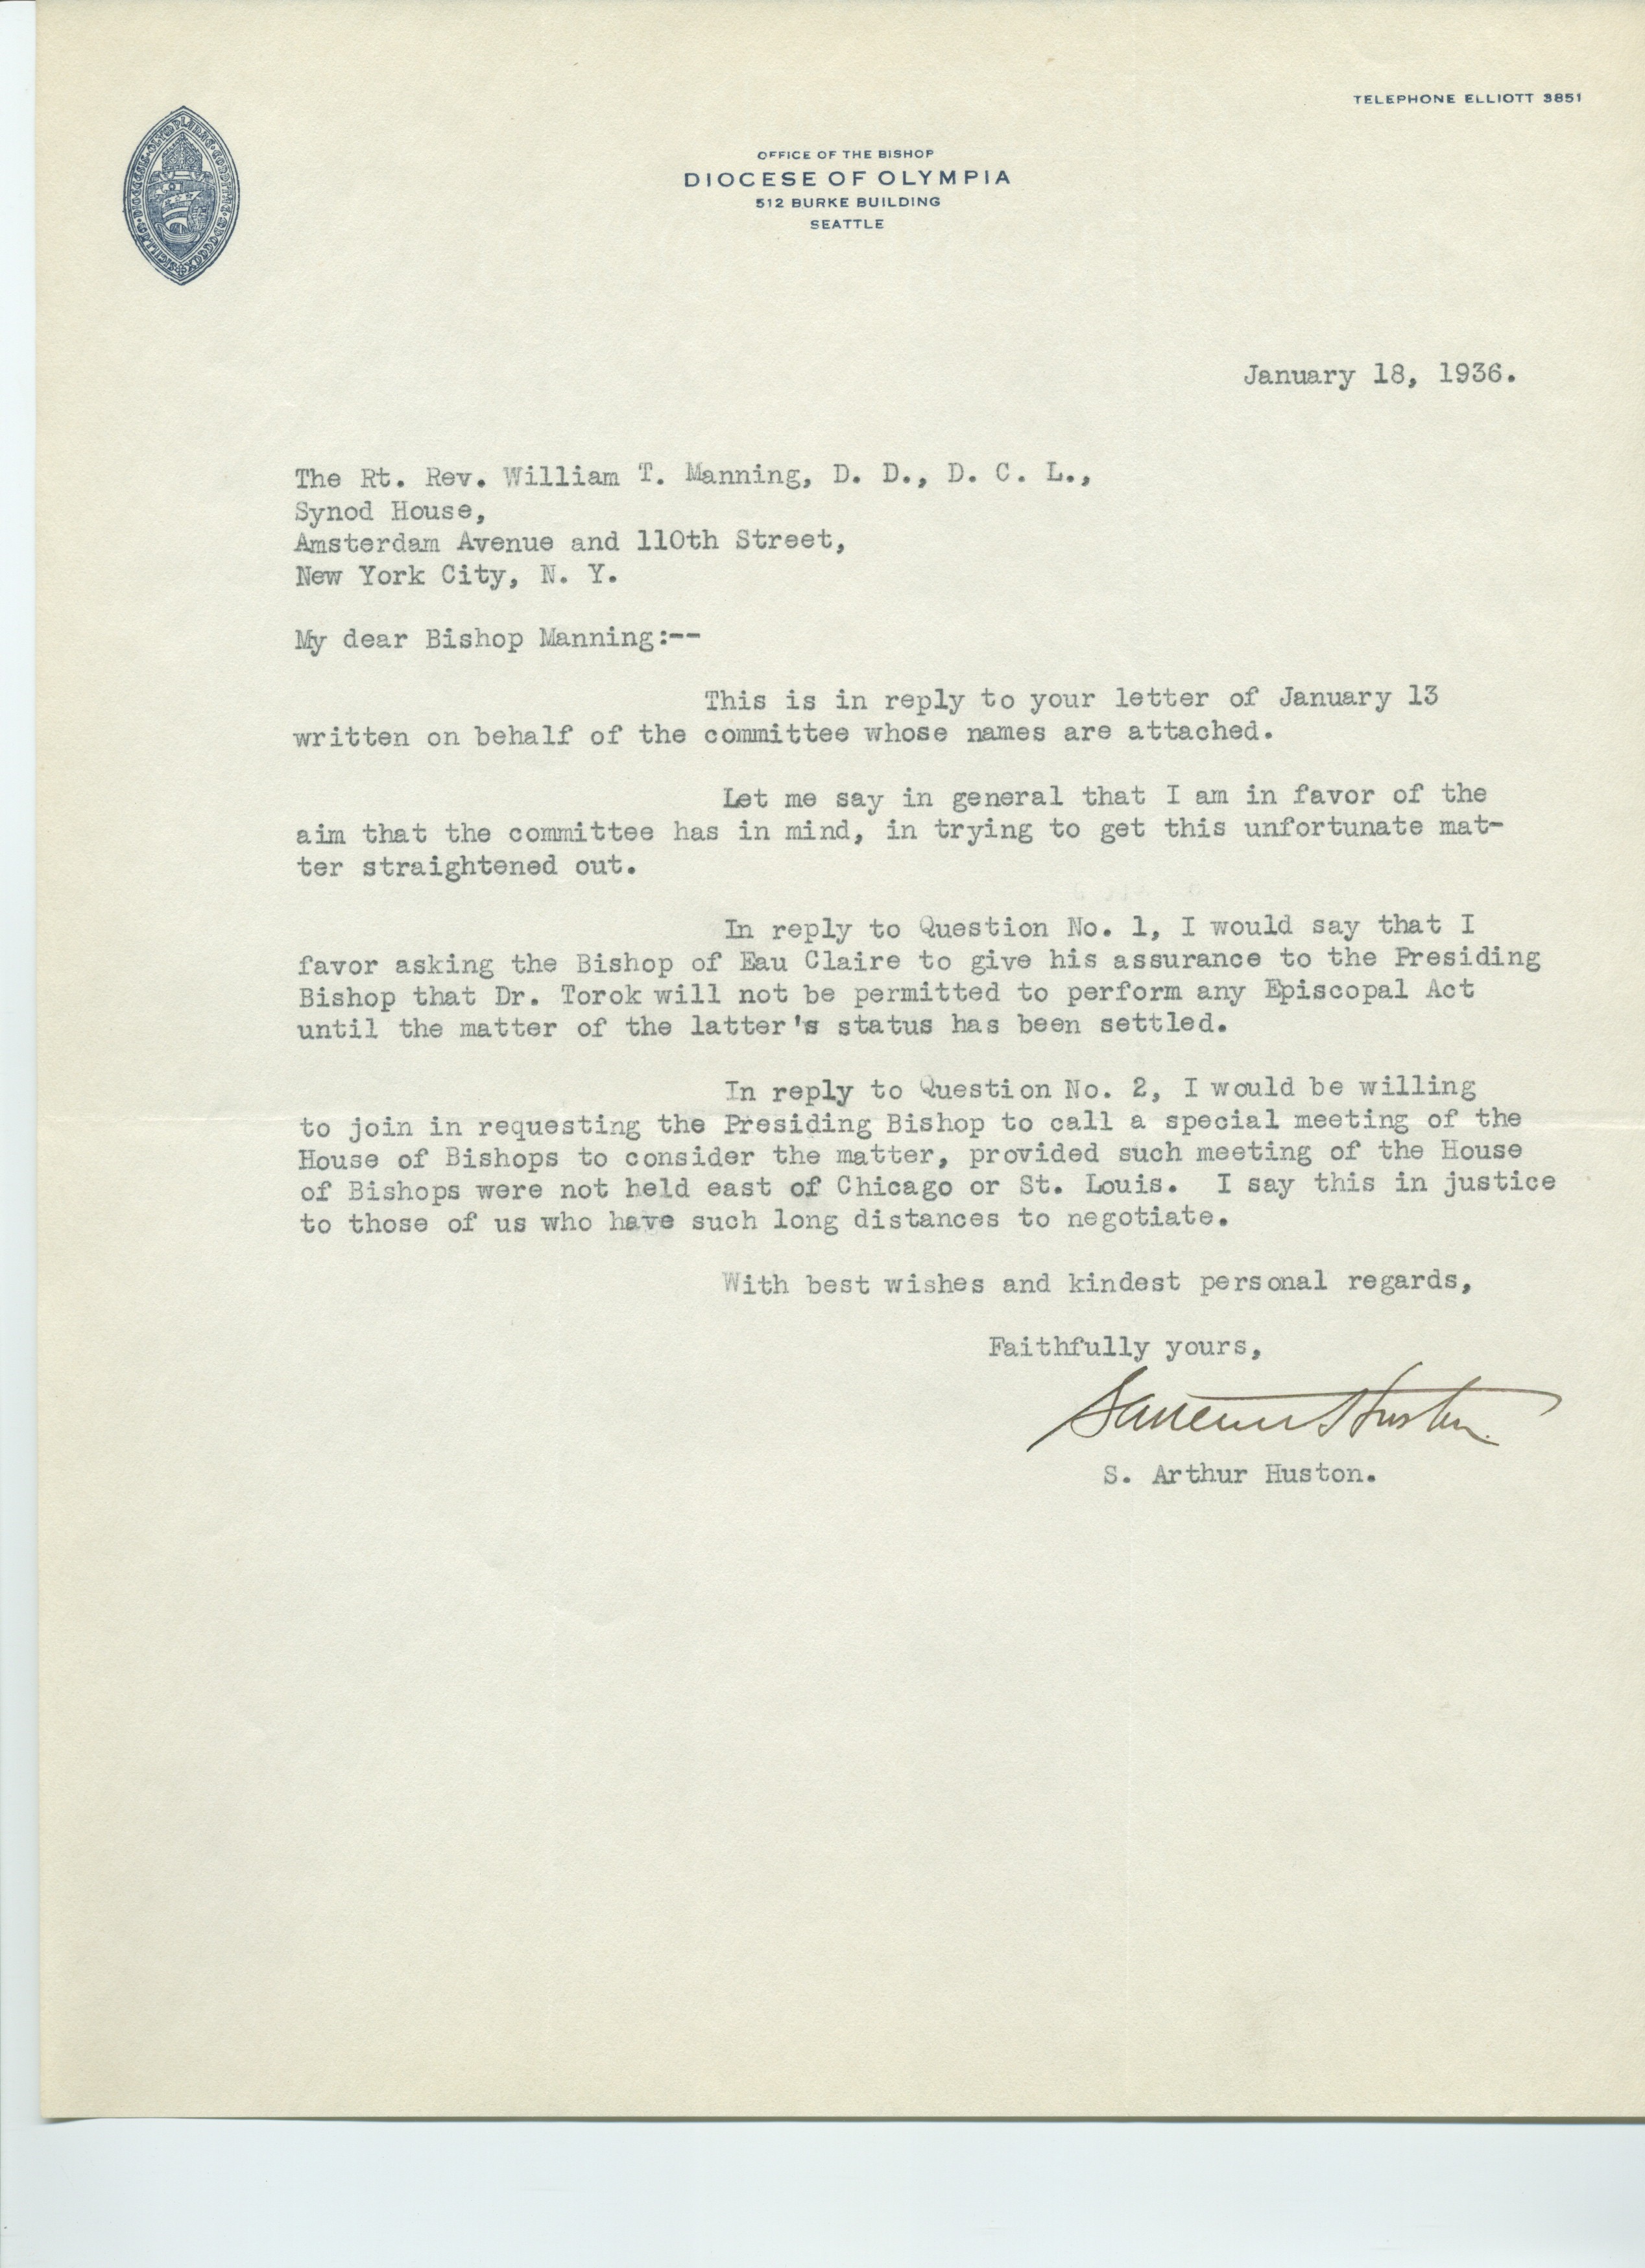 TELEPHONE ELLIOTT 3851
OFFICE OF THE BISHOP
DIOCESE OF OLYMPIA
512 BURKE BUILDING
SEATTLE
January 18, 1936.
The Rt. Rev. William T. Manning, D. D., D. C. L.,
Synod House,
Amsterdam Avenue and 110th Street,
New York City, N. Y.
My dear Bishop Manning:--
This is in reply to your letter of January 13
written on behalf of the committee whose names are attached.
Let me say in general that I am in favor of the
aim that the committee has in mind, in trying to get this unfortunate mat-
ter straightened out.
In reply to Question No. 1, I would say that I
favor asking the Bishop of Eau Claire to give his assurance to the Presiding
Bishop that Dr. Torok will not be permitted to perform any Episcopal Act
until the matter of the latter's status has been settled.
In reply to Question No. 2, I would be willing
to join in requesting the Presiding Bishop to call a special meeting of the
House of Bishops to consider the matter, provided such meeting of the House
of Bishops were not held east of Chicago or St. Louis. I say this in justice
to those of us who have such long distances to negotiate.
With best wishes and kindest personal regards,
Faithfully yours,
S. Arthur Huston.